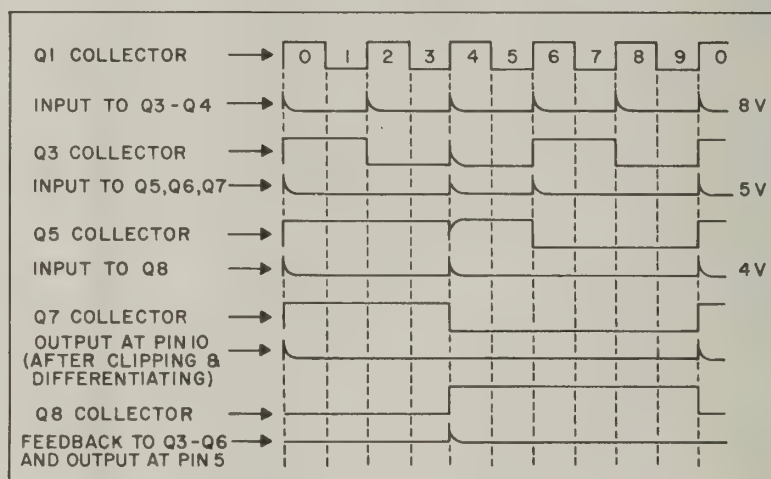 Q1 COLLECTOR
0 1 2 3 4 5 6 7 8 9 0
INPUT TO Q3-Q4
8 V
Q3 COLLECTOR
INPUT TO Q5,Q6,Q7
5 V
Q5 COLLECTOR
INPUT TO Q8
4 V
Q7 COLLECTOR
OUTPUT AT PIN 10
(AFTER CLIPPING &
DIFFERENTIATING)
Q8 COLLECTOR
FEEDBACK TO Q3-Q6
AND OUTPUT AT PIN 5